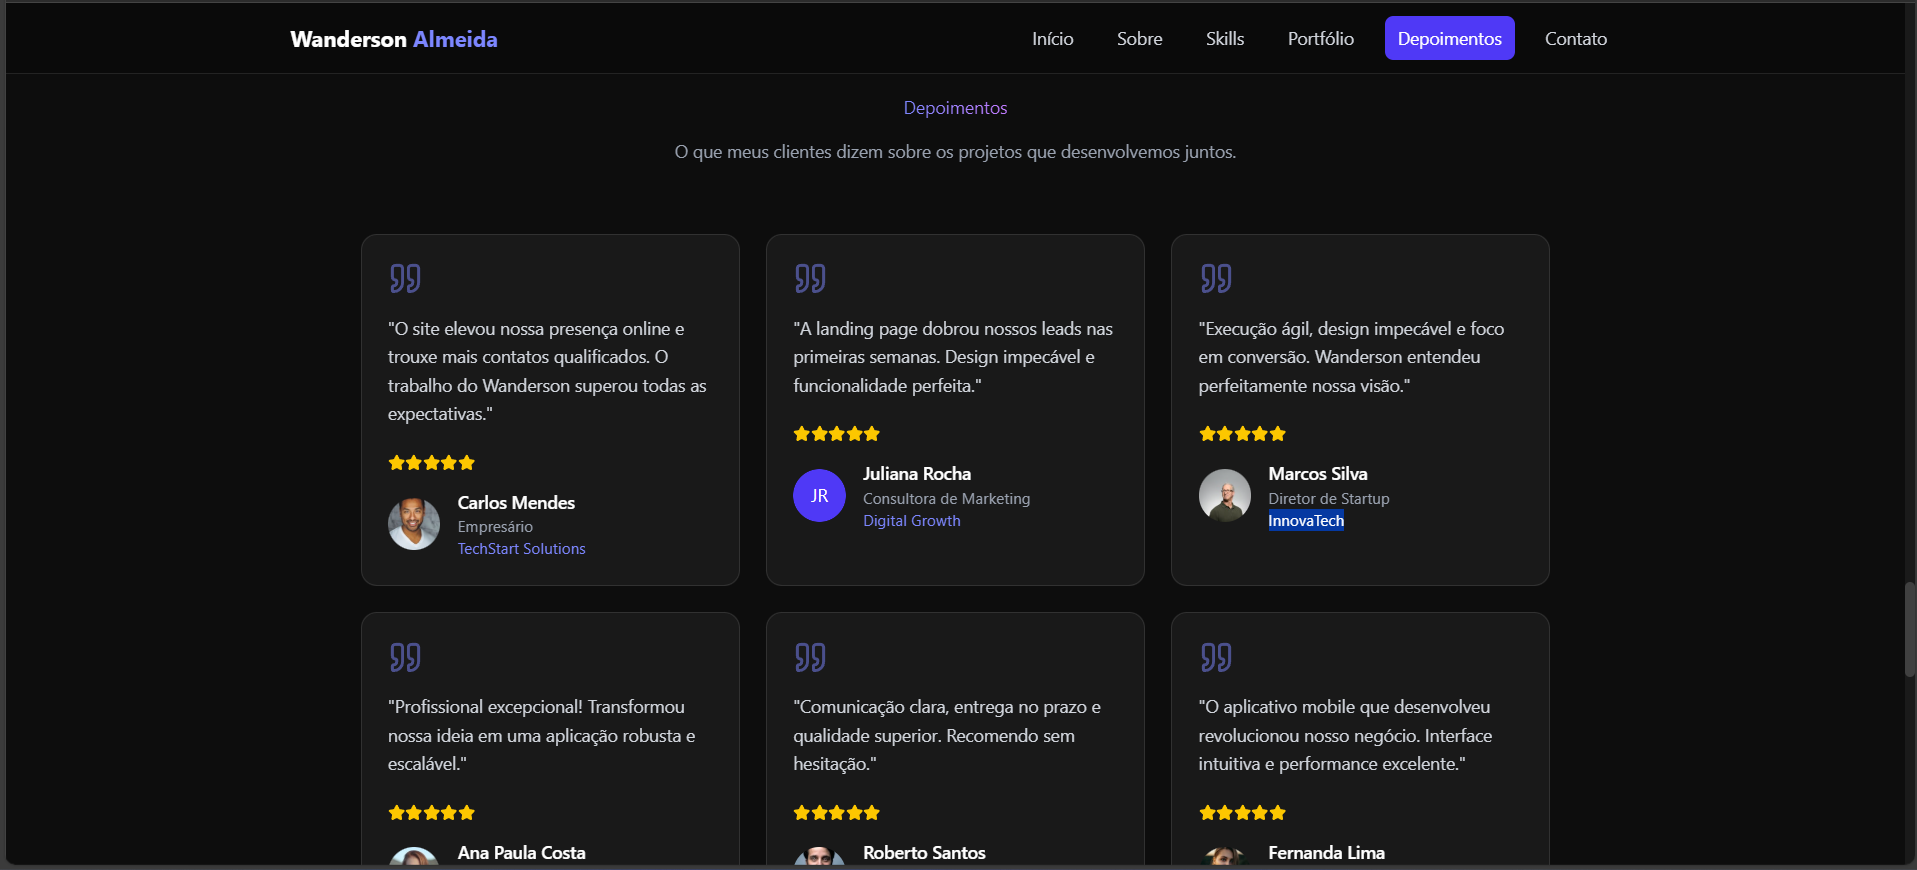 Wanderson Almeida
Início
Sobre
Skills
Portfólio
Depoimentos
Contato
Depoimentos
O que meus clientes dizem sobre os projetos que desenvolvemos juntos.
"O site elevou nossa presença online e
trouxe mais contatos qualificados. O
trabalho do Wanderson superou todas as
expectativas."
Carlos Mendes
Empresário
TechStart Solutions
"A landing page dobrou nossos leads nas
primeiras semanas. Design impecável e
funcionalidade perfeita."
JR
Juliana Rocha
Consultora de Marketing
Digital Growth
"Execução ágil, design impecável e foco
em conversão. Wanderson entendeu
perfeitamente nossa visão."
Marcos Silva
Diretor de Startup
InnovaTech
"Profissional excepcional! Transformou
nossa ideia em uma aplicação robusta e
escalável."
Ana Paula Costa
"Comunicação clara, entrega no prazo e
qualidade superior. Recomendo sem
hesitação."
Roberto Santos
"O aplicativo mobile que desenvolveu
revolucionou nosso negócio. Interface
intuitiva e performance excelente."
Fernanda Lima